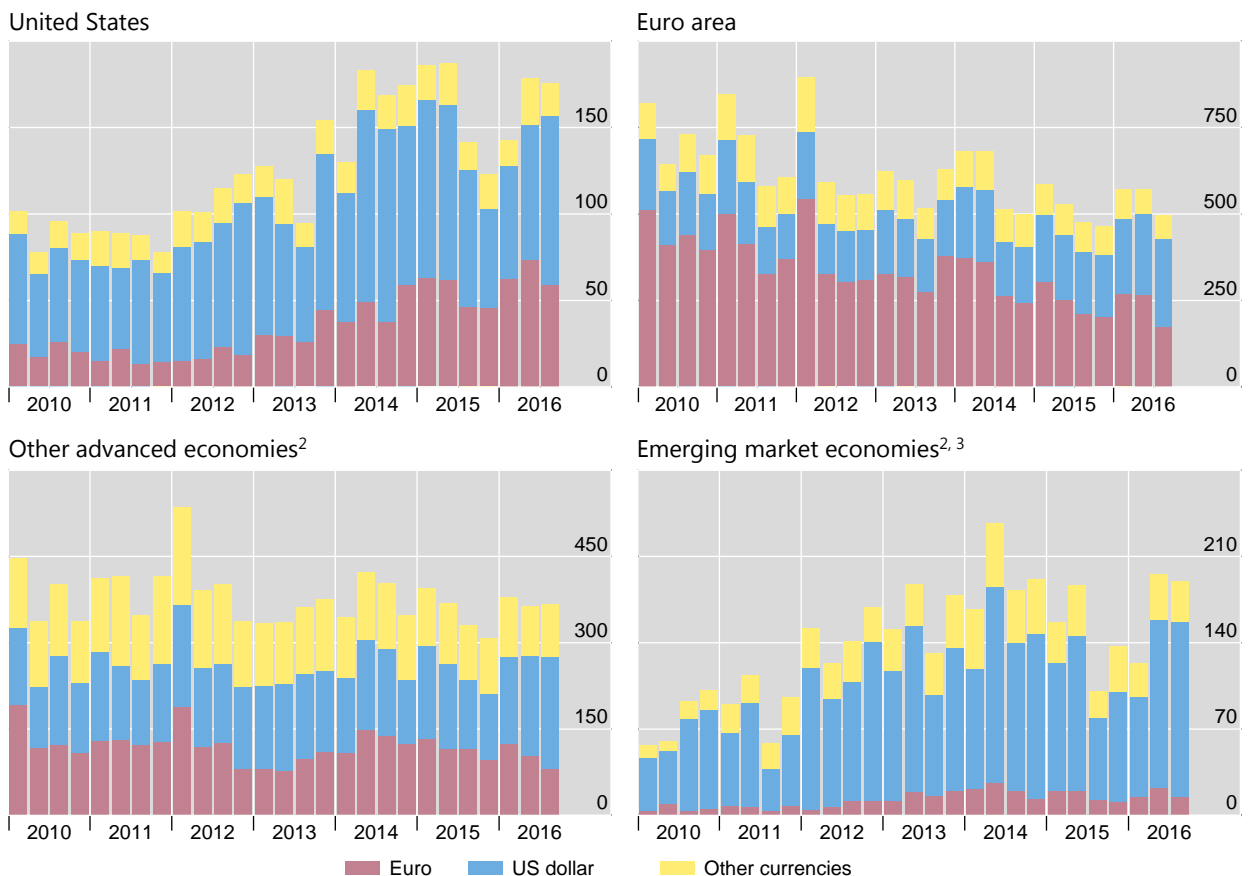 United States
Euro area
150
100
50
0
2010 2011 2012 2013 2014 2015 2016
750
500
250
0
2010 2011 2012 2013 2014 2015 2016
Other advanced economies²
Emerging market economies²˒ ³
450
300
150
0
2010 2011 2012 2013 2014 2015 2016
210
140
70
0
2010 2011 2012 2013 2014 2015 2016
Euro US dollar Other currencies